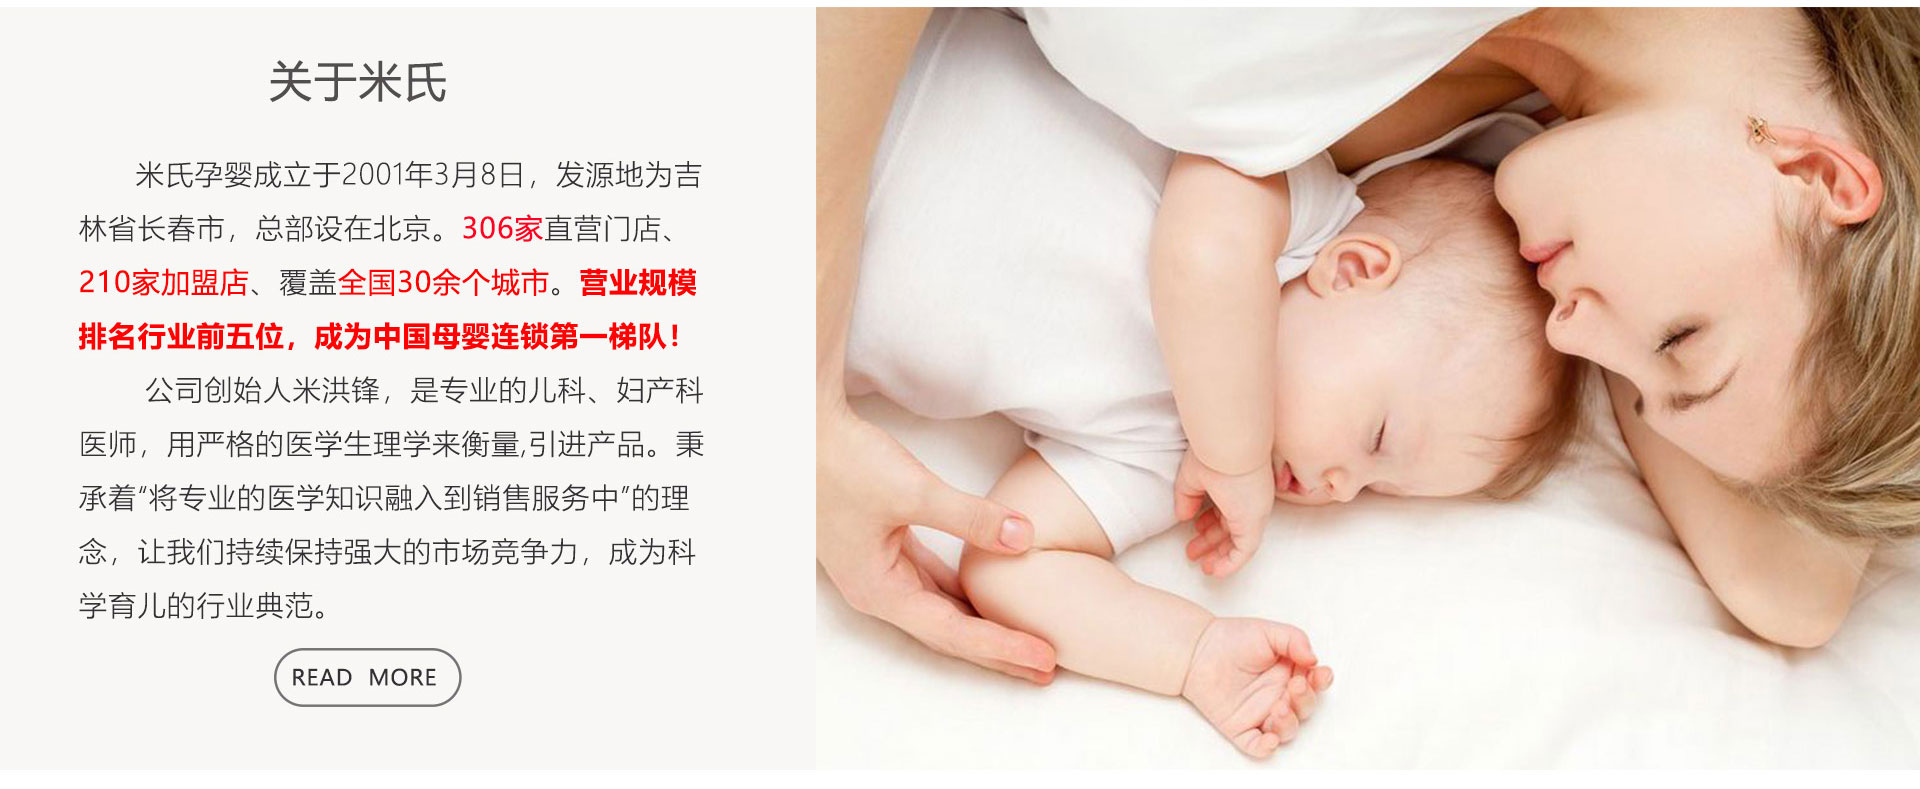 关于米氏
米氏孕婴成立于2001年3月8日，发源地为吉
林省长春市，总部设在北京。306家直营门店、
210家加盟店、覆盖全国30余个城市。营业规模
排名行业前五位，成为中国母婴连锁第一梯队！
公司创始人米洪锋，是专业的儿科、妇产科
医师，用严格的医学生理学来衡量,引进产品。秉
承着“将专业的医学知识融入到销售服务中”的理
念，让我们持续保持强大的市场竞争力，成为科
学育儿的行业典范。
READ MORE